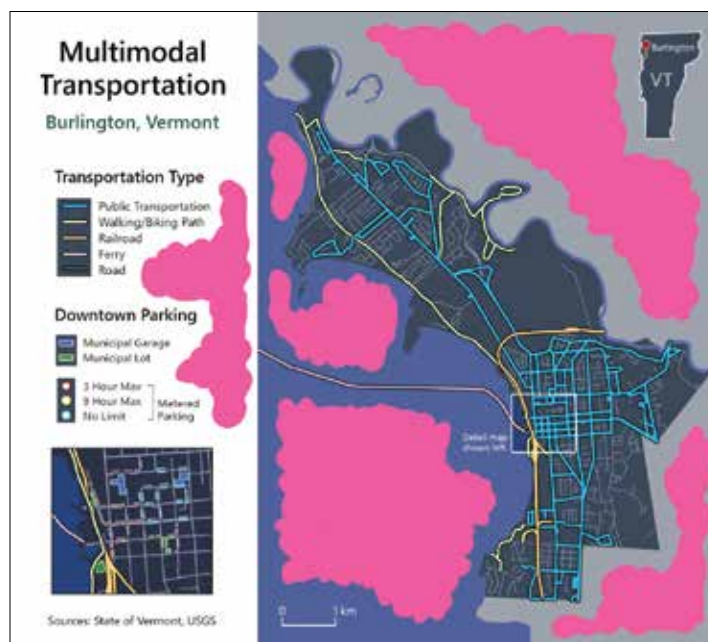 Multimodal
Transportation
Burlington, Vermont
Transportation Type
Public Transportation
Walking/Biking Path
Railroad
Ferry
Road
Downtown Parking
Municipal Garage
Municipal Lot
3 Hour Max
9 Hour Max
No Limit
Metered
Parking
Sources: State of Vermont, USGS
Burlington
VT
Detail map
shown left
0 1
km